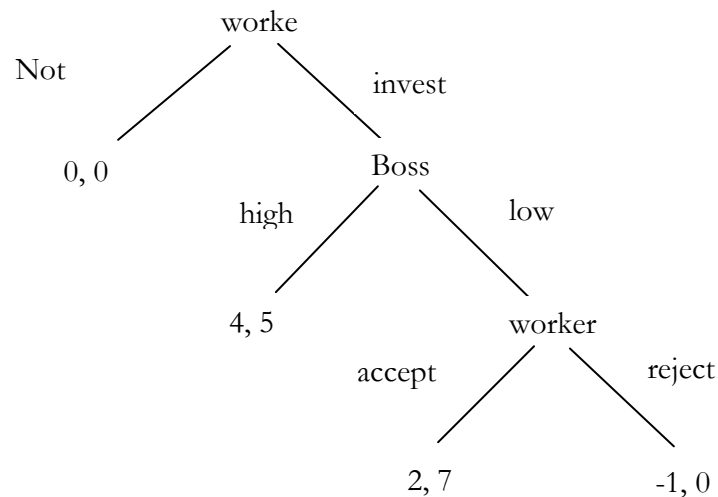 worke
Not
invest
0, 0
Boss
high
low
4, 5
worker
accept
reject
2, 7
-1, 0